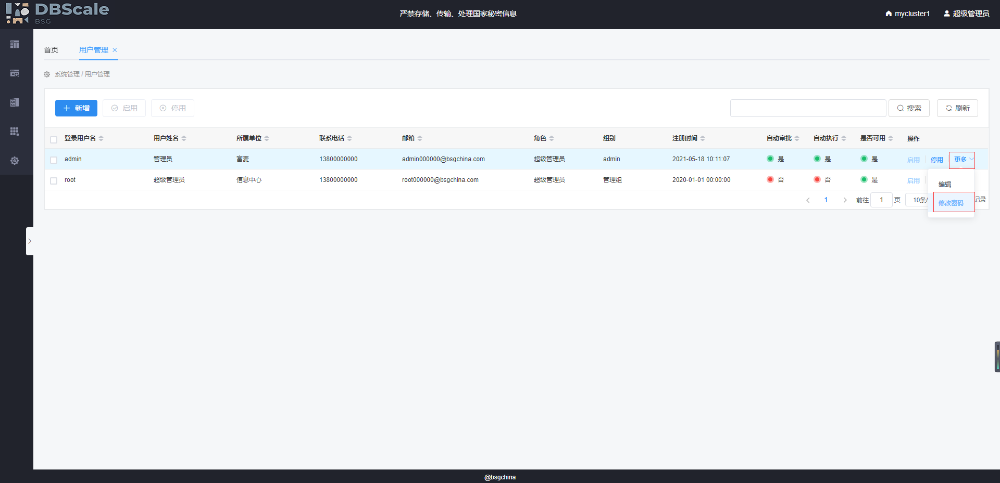 DBScale
BSG
严禁存储、传输、处理国家秘密信息
mycluster1
超级管理员
首页
用户管理
系统管理 / 用户管理
新增
启用
停用
搜索
刷新
登录用户名 用户姓名 所属单位 联系电话 邮箱 角色 组别 注册时间 自动审批 自动执行 是否可用 操作
admin 管理员 富麦 13800000000 admin000000@bsgchina.com 超级管理员 admin 2021-05-18 10:11:07 是 是 是 启用 停用 更多
root 超级管理员 信息中心 13800000000 root000000@bsgchina.com 超级管理员 管理组 2020-01-01 00:00:00 否 否 是 启用
编辑
修改密码
1 前往 1 页 10条/ 记录
@bsgchina